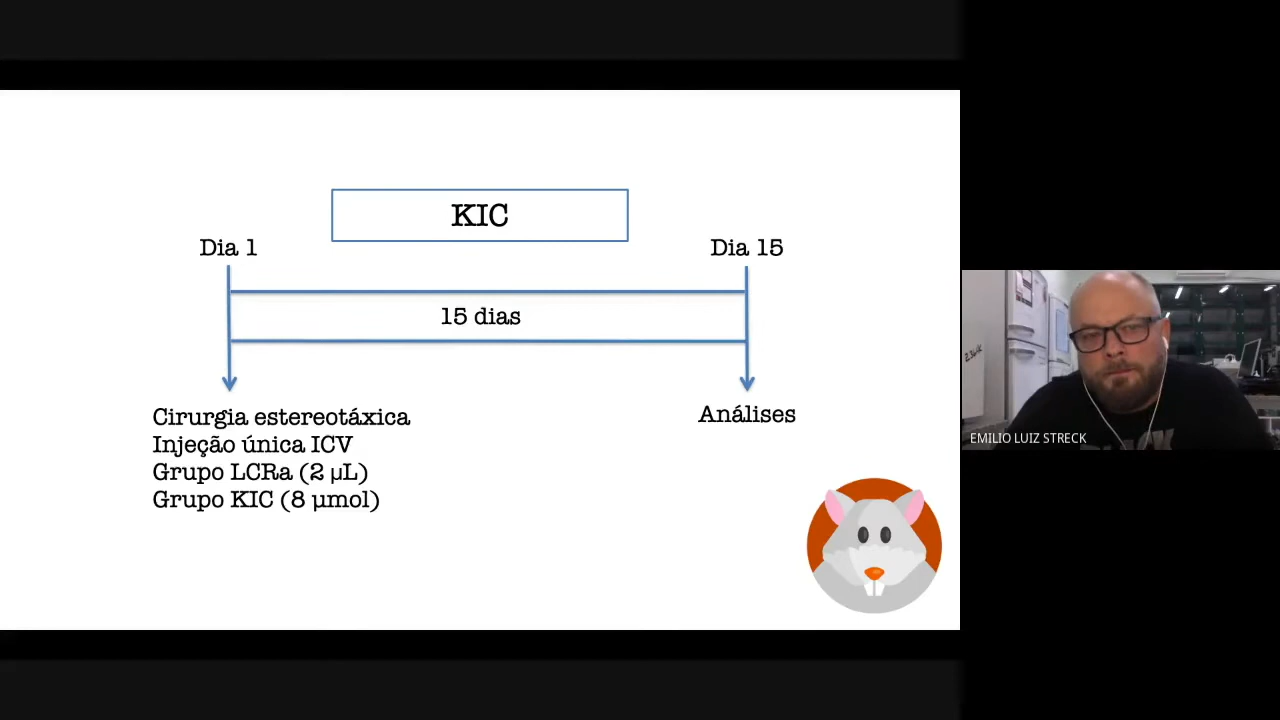 KIC
Dia 1
Dia 15
15 dias
Cirurgia estereotáxica
Injeção única ICV
Grupo LCRa (2 µL)
Grupo KIC (8 µmol)
Análises
EMILIO LUIZ STRECK